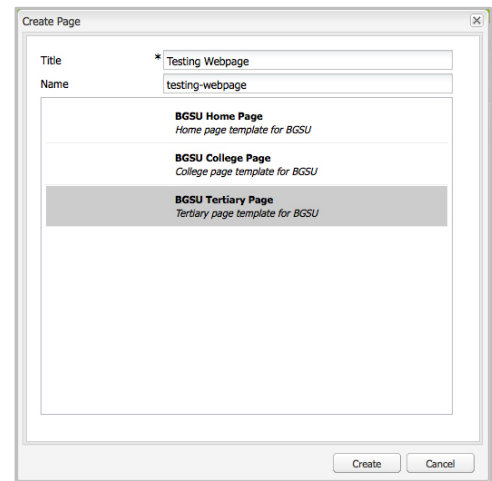 Create Page
Title * Testing Webpage
Name testing-webpage
BGSU Home Page
Home page template for BGSU
BGSU College Page
College page template for BGSU
BGSU Tertiary Page
Tertiary page template for BGSU
Create Cancel